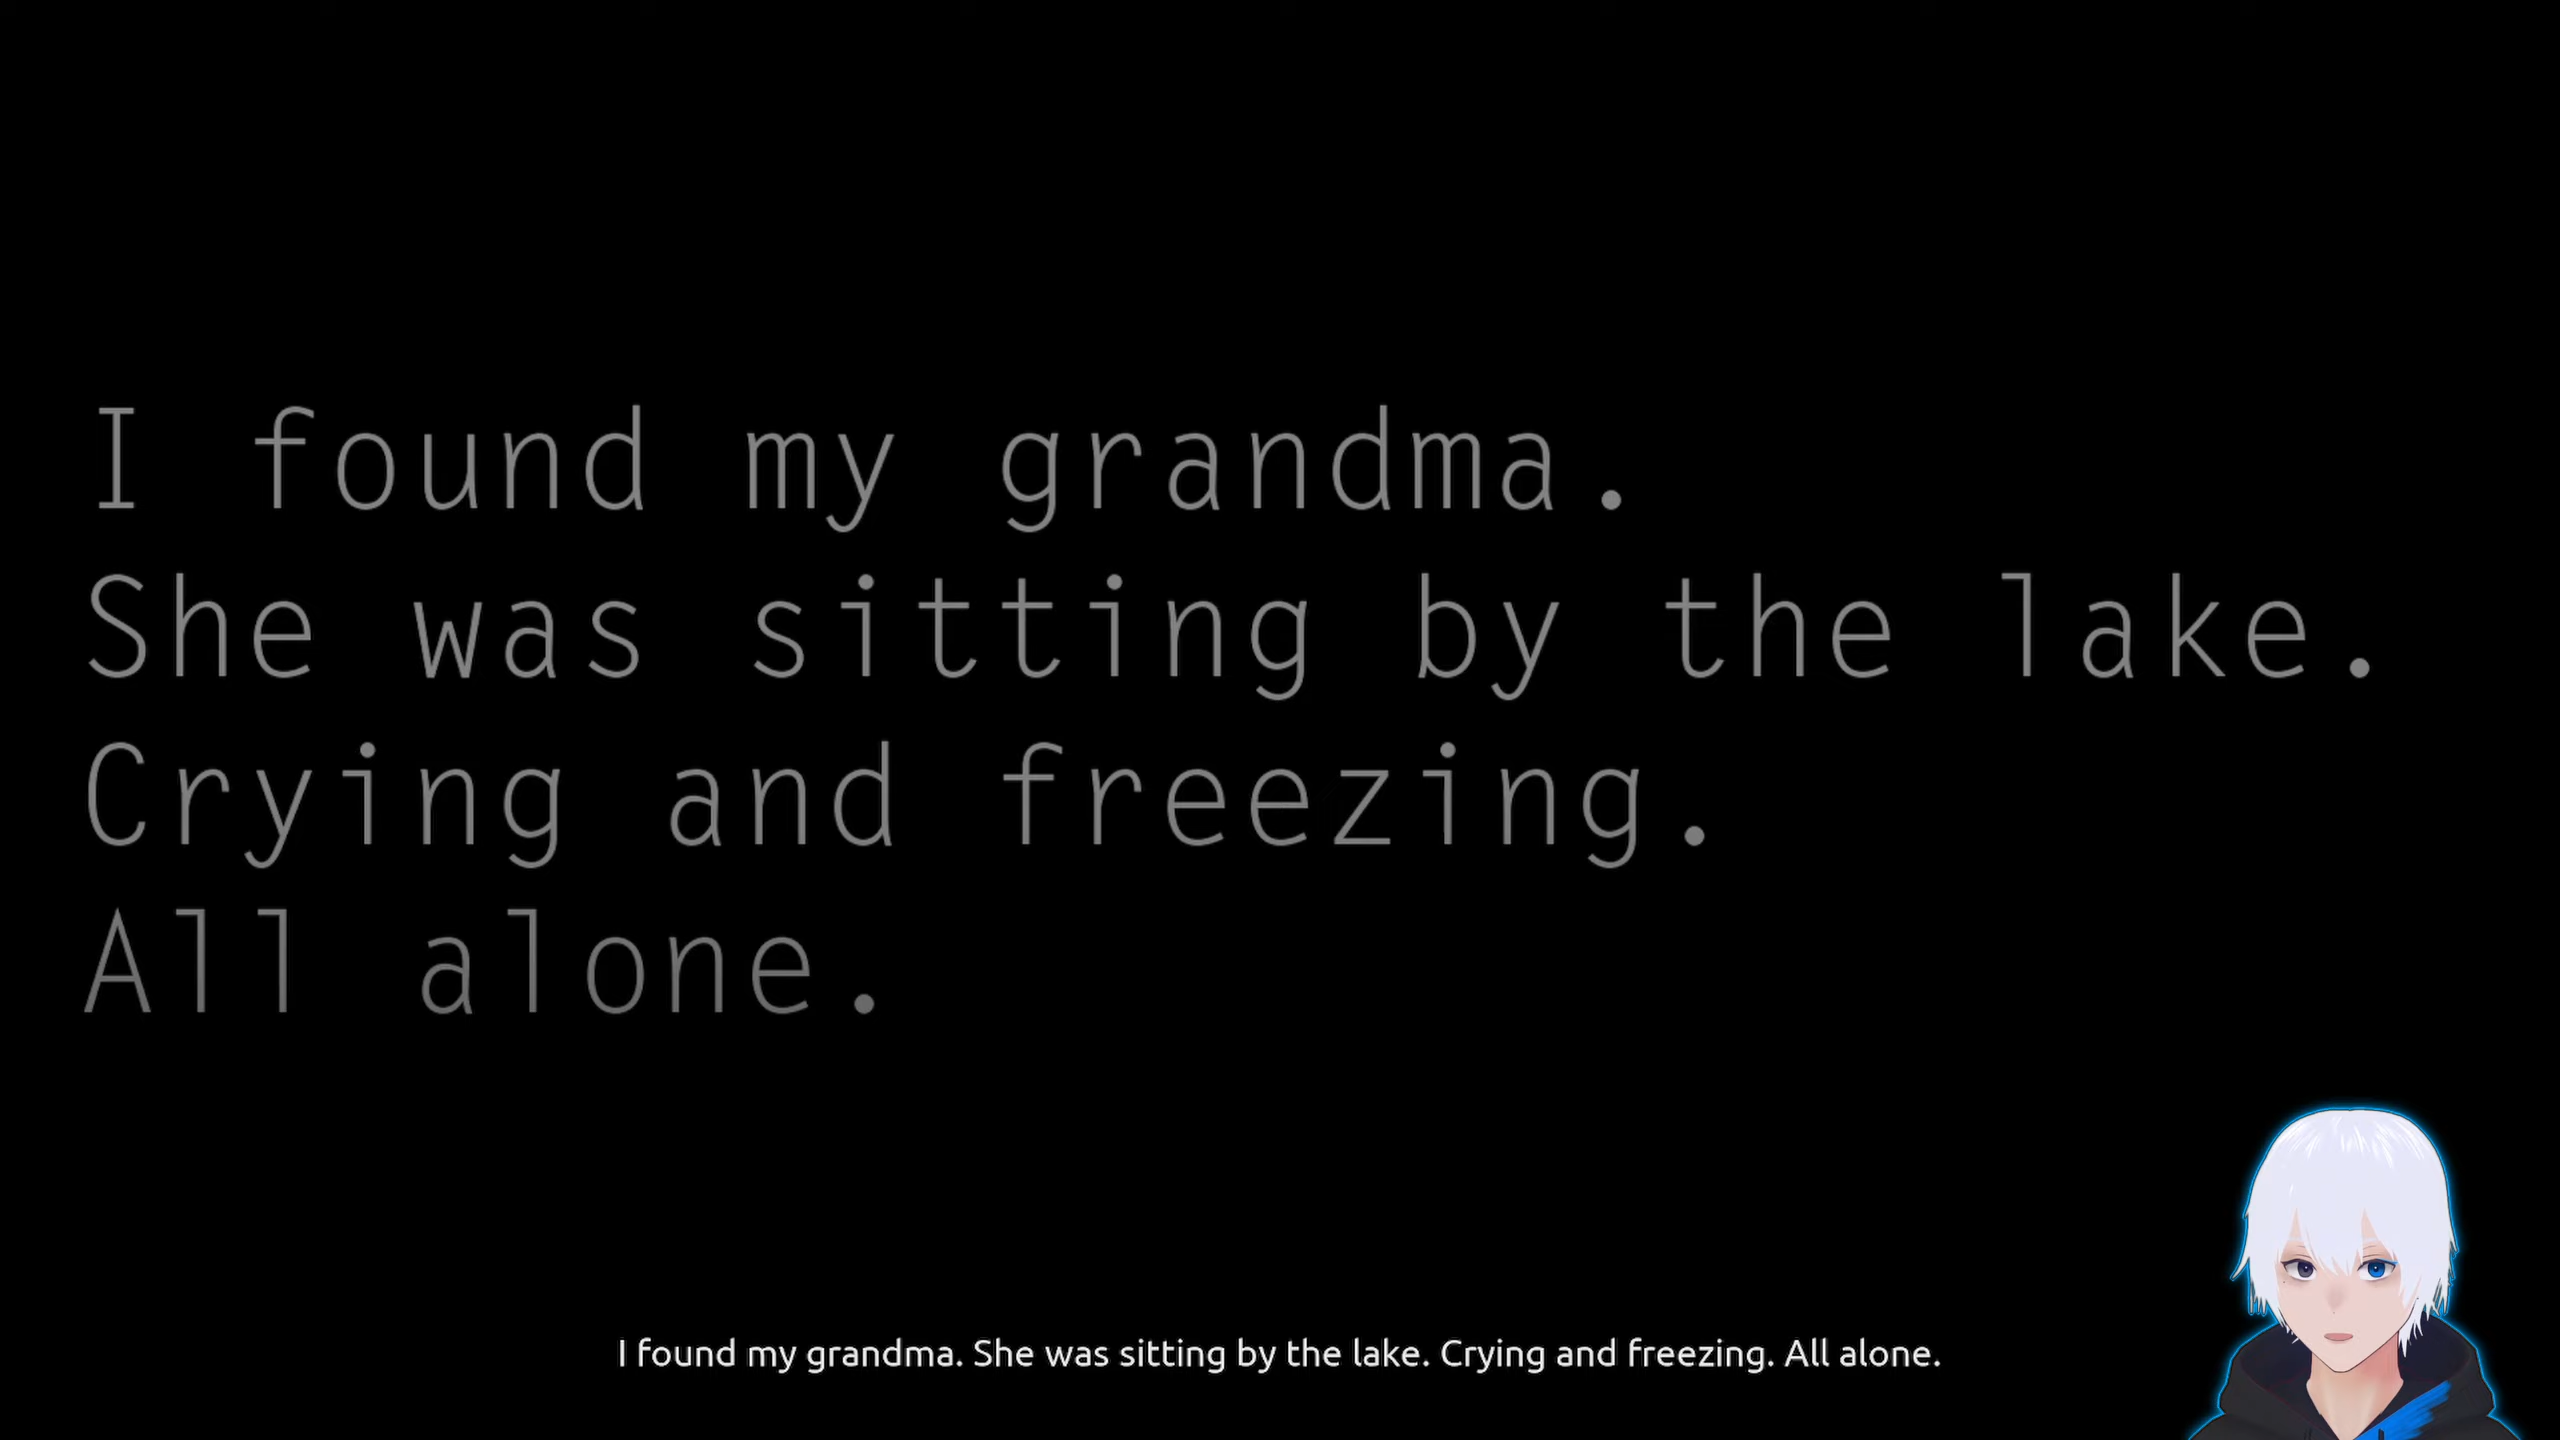 I found my grandma.
She was sitting by the lake.
Crying and freezing.
All alone.
I found my grandma. She was sitting by the lake. Crying and freezing. All alone.